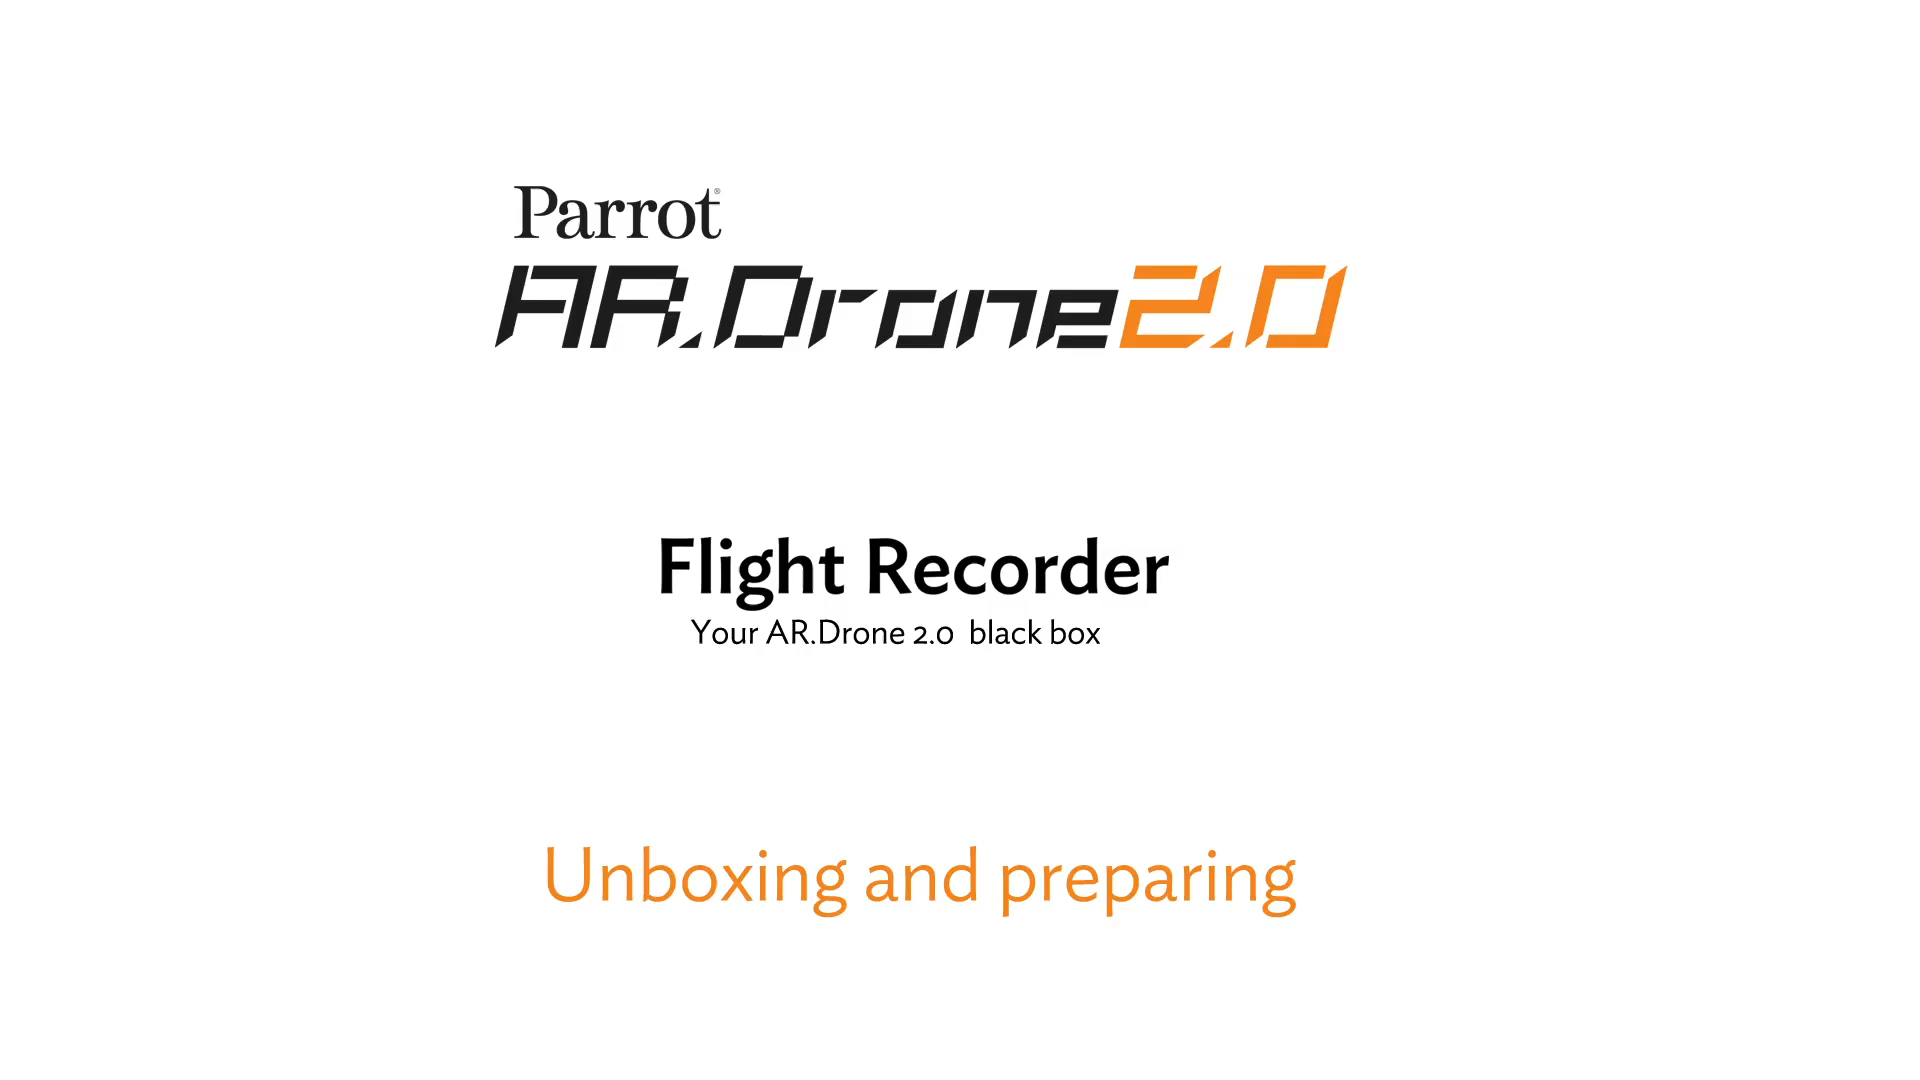 Parrot®
AR.Drone2.0
Flight Recorder
Your AR.Drone 2.0 black box
Unboxing and preparing